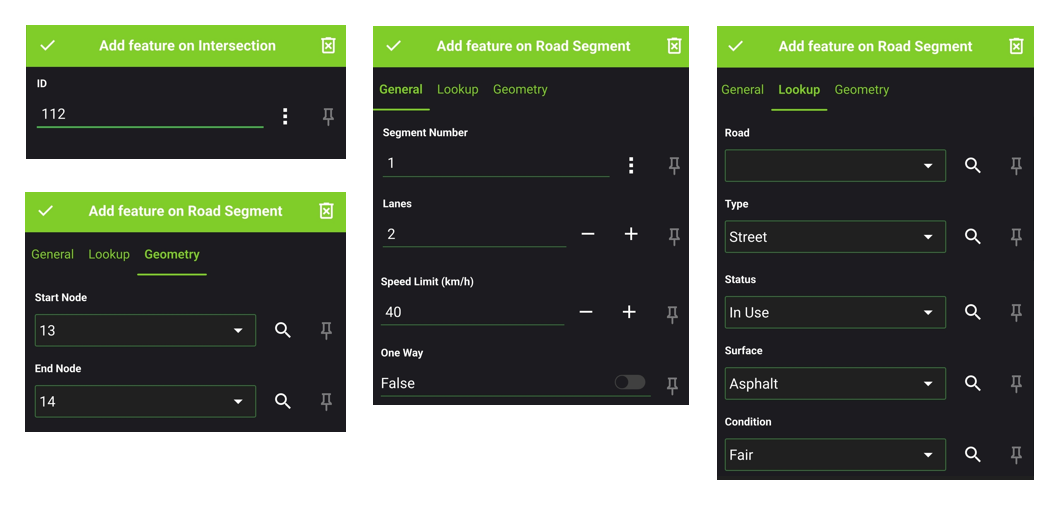 Add feature on Intersection
ID
112
Add feature on Road Segment
General Lookup Geometry
Start Node
13
End Node
14
Add feature on Road Segment
General Lookup Geometry
Segment Number
1
Lanes
2
Speed Limit (km/h)
40
One Way
False
Add feature on Road Segment
General Lookup Geometry
Road
Type
Street
Status
In Use
Surface
Asphalt
Condition
Fair